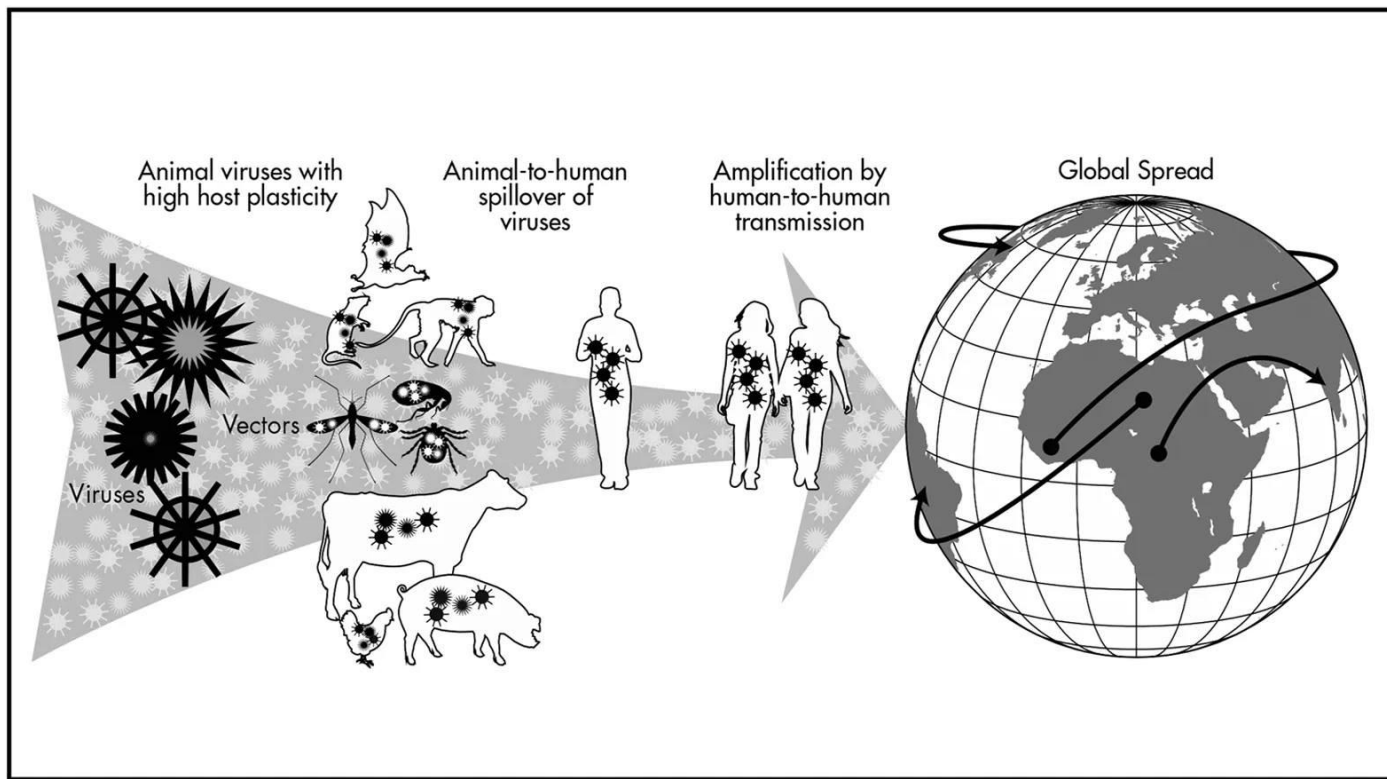 Animal viruses with
high host plasticity
Animal-to-human
spillover of
viruses
Amplification by
human-to-human
transmission
Global Spread
Vectors
Viruses